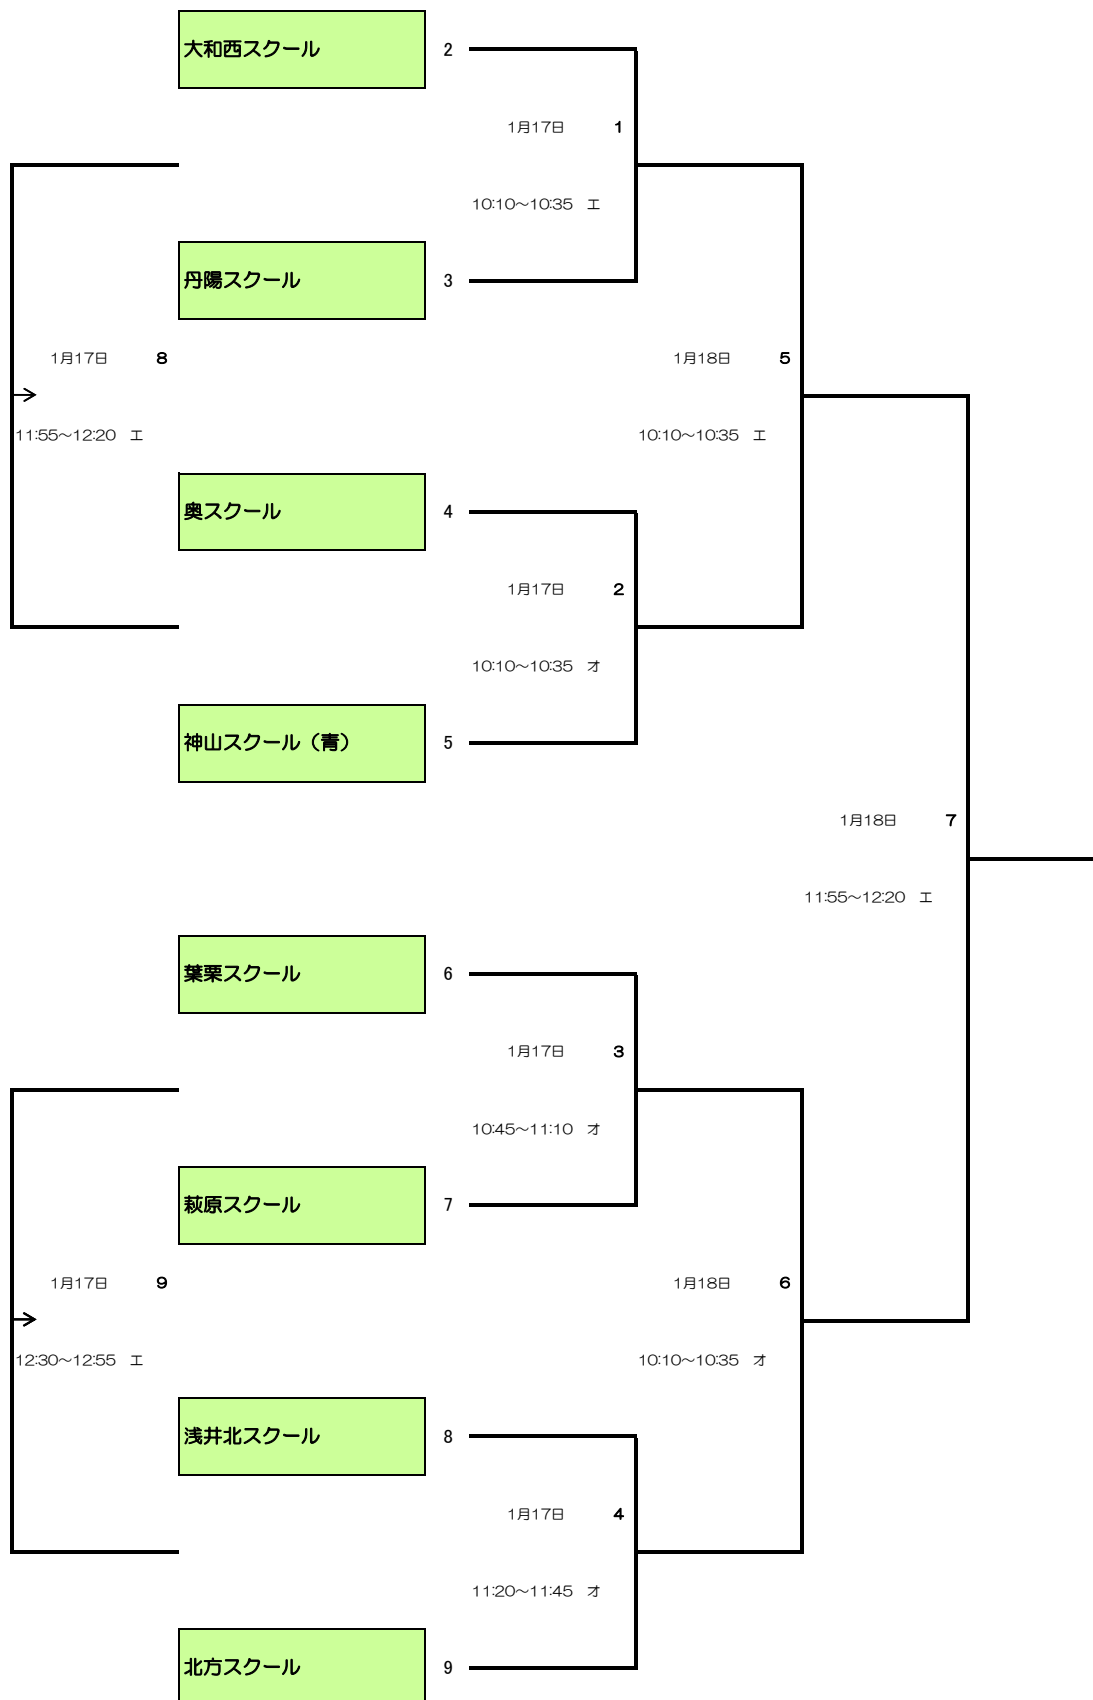 大和西スクール 2
1月17日 1
10:10～10:35 エ
丹陽スクール 3
1月17日 8
1月18日 5
11:55～12:20 エ
10:10～10:35 エ
奥スクール 4
1月17日 2
10:10～10:35 オ
神山スクール（青） 5
1月18日 7
11:55～12:20 エ
葉栗スクール 6
1月17日 3
10:45～11:10 オ
萩原スクール 7
1月17日 9
1月18日 6
12:30～12:55 エ
10:10～10:35 オ
浅井北スクール 8
1月17日 4
11:20～11:45 オ
北方スクール 9